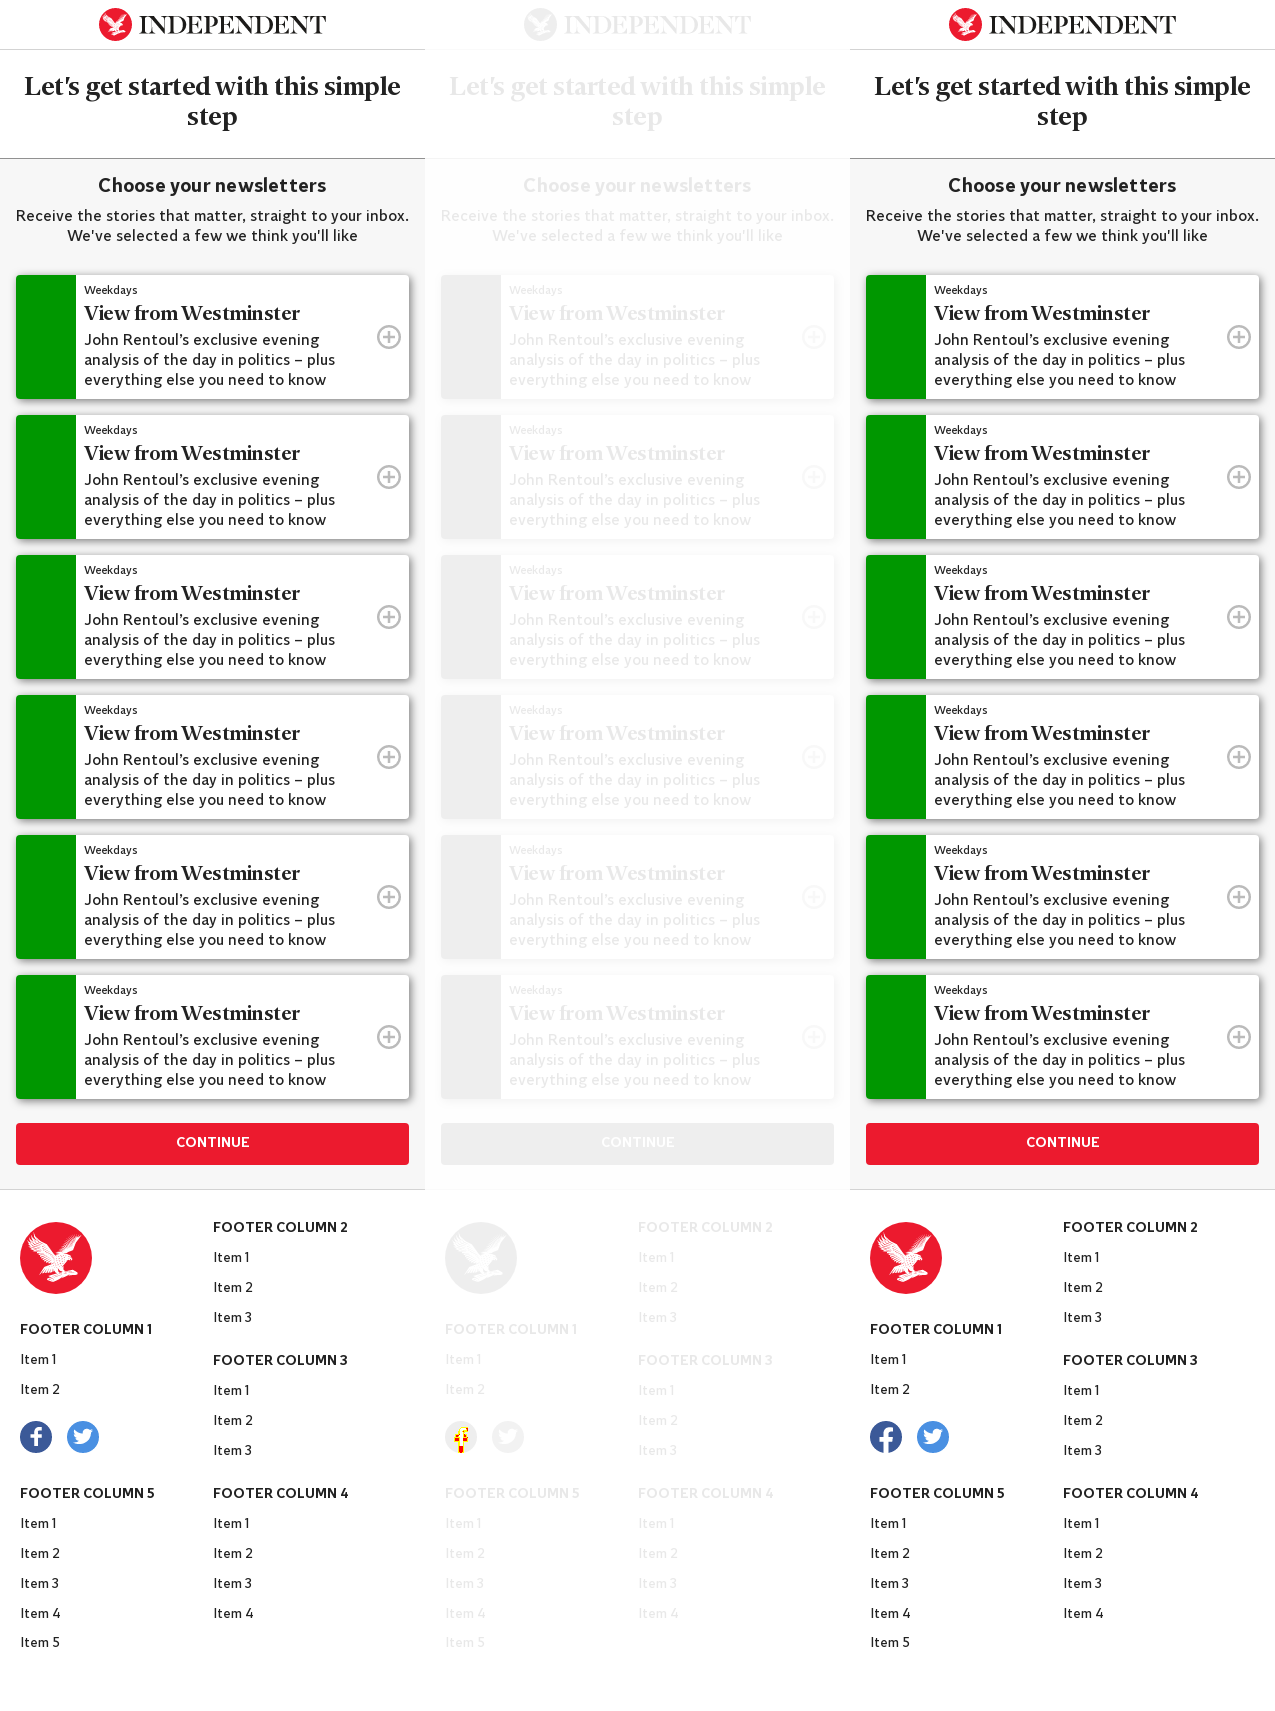 INDEPENDENT
Let's get started with this simple
step
Choose your newsletters
Receive the stories that matter, straight to your inbox.
We've selected a few we think you'll like
Weekdays
View from Westminster
John Rentoul’s exclusive evening
analysis of the day in politics – plus
everything else you need to know
Weekdays
View from Westminster
John Rentoul’s exclusive evening
analysis of the day in politics – plus
everything else you need to know
Weekdays
View from Westminster
John Rentoul’s exclusive evening
analysis of the day in politics – plus
everything else you need to know
Weekdays
View from Westminster
John Rentoul’s exclusive evening
analysis of the day in politics – plus
everything else you need to know
Weekdays
View from Westminster
John Rentoul’s exclusive evening
analysis of the day in politics – plus
everything else you need to know
Weekdays
View from Westminster
John Rentoul’s exclusive evening
analysis of the day in politics – plus
everything else you need to know
CONTINUE
FOOTER COLUMN 1
Item 1
Item 2
FOOTER COLUMN 5
Item 1
Item 2
Item 3
Item 4
Item 5
FOOTER COLUMN 2
Item 1
Item 2
Item 3
FOOTER COLUMN 3
Item 1
Item 2
Item 3
FOOTER COLUMN 4
Item 1
Item 2
Item 3
Item 4
INDEPENDENT
Let's get started with this simple
step
Choose your newsletters
Receive the stories that matter, straight to your inbox.
We've selected a few we think you'll like
Weekdays
View from Westminster
John Rentoul’s exclusive evening
analysis of the day in politics – plus
everything else you need to know
Weekdays
View from Westminster
John Rentoul’s exclusive evening
analysis of the day in politics – plus
everything else you need to know
Weekdays
View from Westminster
John Rentoul’s exclusive evening
analysis of the day in politics – plus
everything else you need to know
Weekdays
View from Westminster
John Rentoul’s exclusive evening
analysis of the day in politics – plus
everything else you need to know
Weekdays
View from Westminster
John Rentoul’s exclusive evening
analysis of the day in politics – plus
everything else you need to know
Weekdays
View from Westminster
John Rentoul’s exclusive evening
analysis of the day in politics – plus
everything else you need to know
CONTINUE
FOOTER COLUMN 1
Item 1
Item 2
FOOTER COLUMN 5
Item 1
Item 2
Item 3
Item 4
Item 5
FOOTER COLUMN 2
Item 1
Item 2
Item 3
FOOTER COLUMN 3
Item 1
Item 2
Item 3
FOOTER COLUMN 4
Item 1
Item 2
Item 3
Item 4
INDEPENDENT
Let's get started with this simple
step
Choose your newsletters
Receive the stories that matter, straight to your inbox.
We've selected a few we think you'll like
Weekdays
View from Westminster
John Rentoul’s exclusive evening
analysis of the day in politics – plus
everything else you need to know
Weekdays
View from Westminster
John Rentoul’s exclusive evening
analysis of the day in politics – plus
everything else you need to know
Weekdays
View from Westminster
John Rentoul’s exclusive evening
analysis of the day in politics – plus
everything else you need to know
Weekdays
View from Westminster
John Rentoul’s exclusive evening
analysis of the day in politics – plus
everything else you need to know
Weekdays
View from Westminster
John Rentoul’s exclusive evening
analysis of the day in politics – plus
everything else you need to know
Weekdays
View from Westminster
John Rentoul’s exclusive evening
analysis of the day in politics – plus
everything else you need to know
CONTINUE
FOOTER COLUMN 1
Item 1
Item 2
FOOTER COLUMN 5
Item 1
Item 2
Item 3
Item 4
Item 5
FOOTER COLUMN 2
Item 1
Item 2
Item 3
FOOTER COLUMN 3
Item 1
Item 2
Item 3
FOOTER COLUMN 4
Item 1
Item 2
Item 3
Item 4